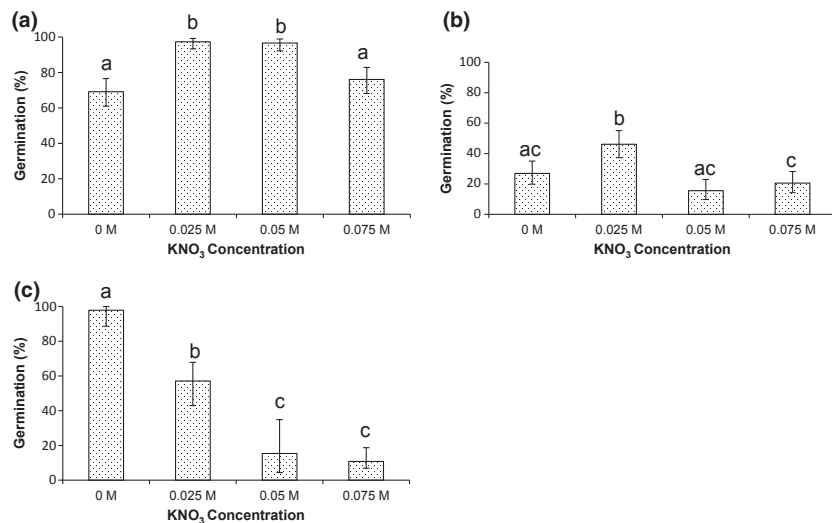 (a)
100
80
60
40
20
0
Germination (%)
a
b
b
a
0 M
0.025 M
0.05 M
0.075 M
KNO₃ Concentration
(b)
100
80
60
40
20
0
Germination (%)
ac
b
ac
c
0 M
0.025 M
0.05 M
0.075 M
KNO₃ Concentration
(c)
100
80
60
40
20
0
Germination (%)
a
b
c
c
0 M
0.025 M
0.05 M
0.075 M
KNO₃ Concentration